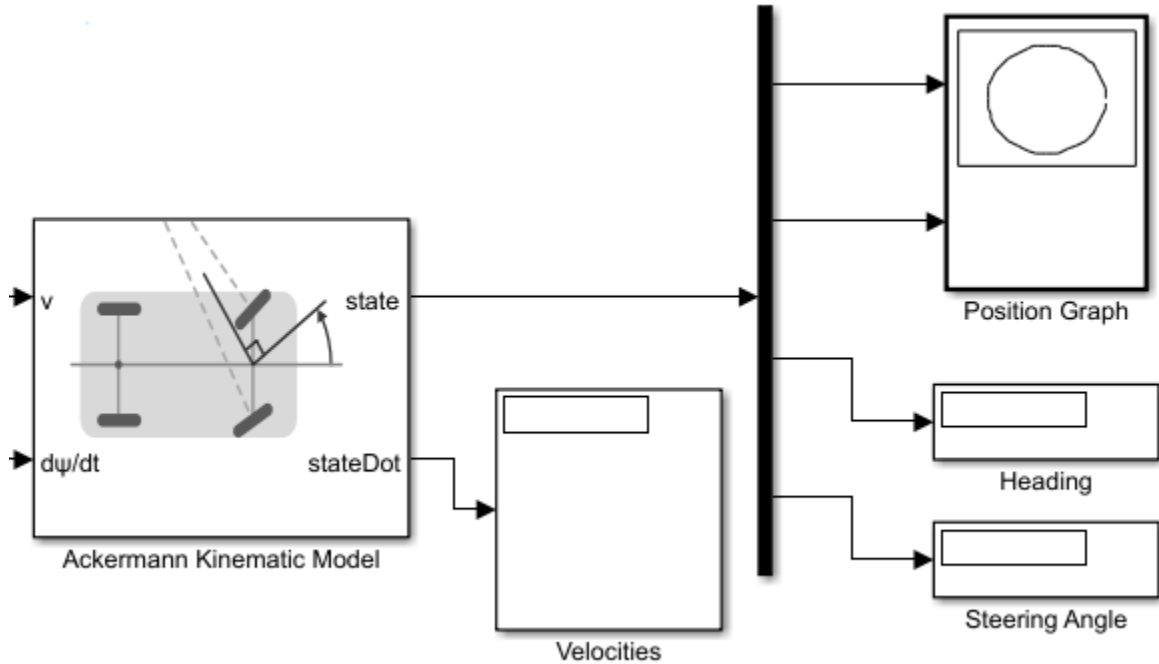 v
dψ/dt
state
stateDot
Ackermann Kinematic Model
Velocities
Position Graph
Heading
Steering Angle